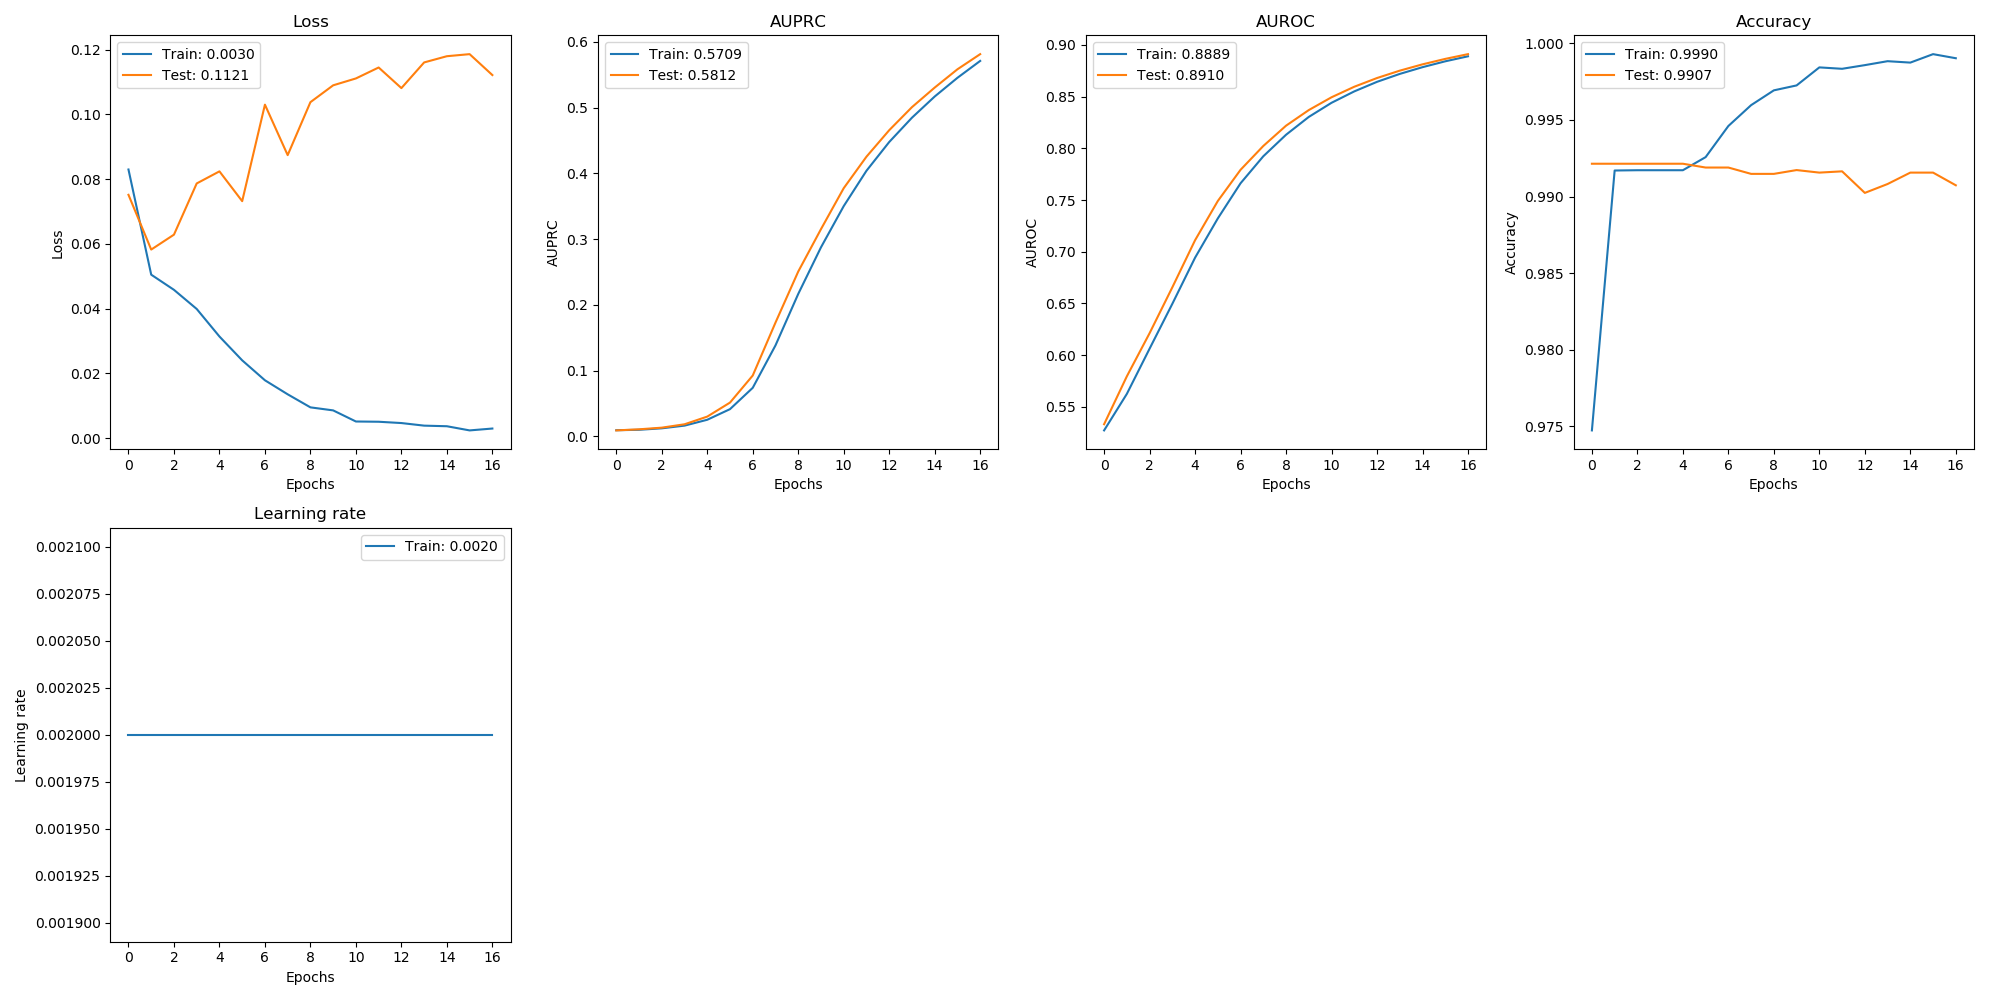 Loss
Train: 0.0030
Test: 0.1121
0.12
0.10
0.08
0.06
0.04
0.02
0.00
Loss
0 2 4 6 8 10 12 14 16
Epochs
AUPRC
Train: 0.5709
Test: 0.5812
0.6
0.5
0.4
0.3
0.2
0.1
0.0
AUPRC
0 2 4 6 8 10 12 14 16
Epochs
AUROC
Train: 0.8889
Test: 0.8910
0.90
0.85
0.80
0.75
0.70
0.65
0.60
0.55
AUROC
0 2 4 6 8 10 12 14 16
Epochs
Accuracy
Train: 0.9990
Test: 0.9907
1.000
0.995
0.990
0.985
0.980
0.975
Accuracy
0 2 4 6 8 10 12 14 16
Epochs
Learning rate
Train: 0.0020
0.002100
0.002075
0.002050
0.002025
0.002000
0.001975
0.001950
0.001925
0.001900
Learning rate
0 2 4 6 8 10 12 14 16
Epochs